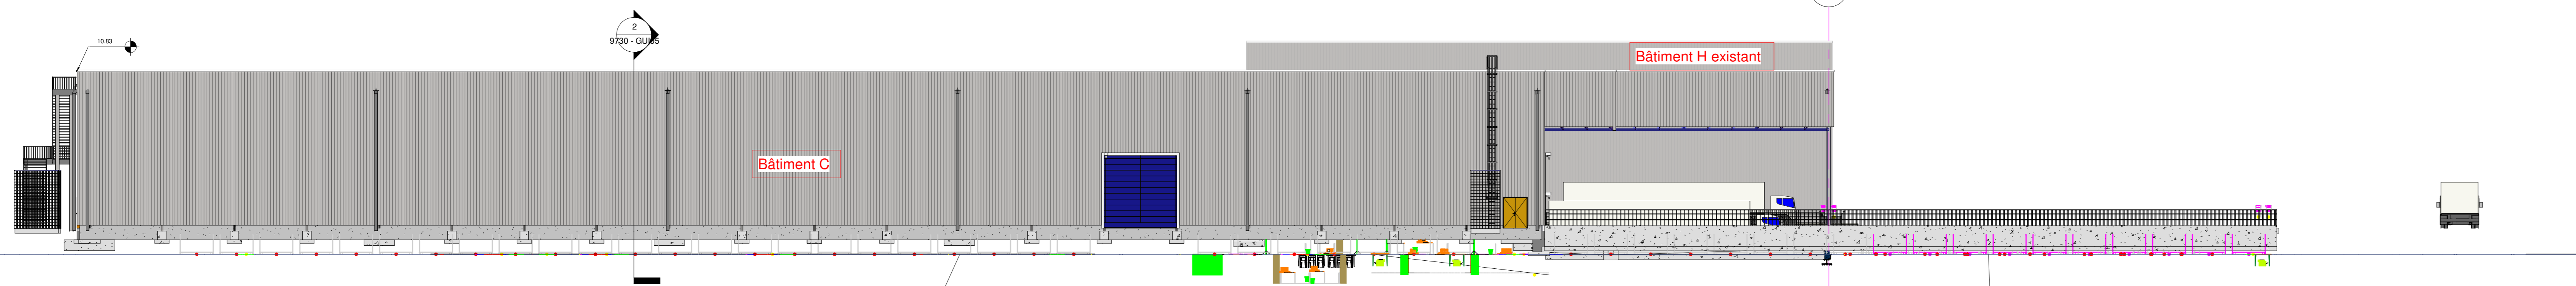 10.83
2
9730 - GUI05
Bâtiment H existant
Bâtiment C